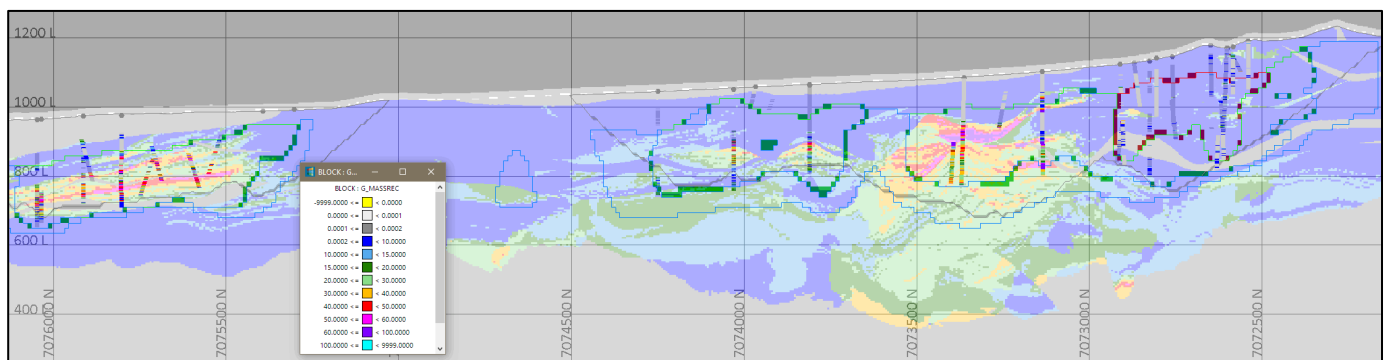 1200 L
1000 L
800 L
600 L
400 L
7076000 N
7075500 N
7074500 N
7074000 N
7073500 N
7073000 N
7072500 N
BLOCK : G...
BLOCK : G_MASSREC
-9999.0000 <= < 0.0000
0.0000 <= < 0.0001
0.0001 <= < 0.0002
0.0002 <= < 10.0000
10.0000 <= < 15.0000
15.0000 <= < 20.0000
20.0000 <= < 30.0000
30.0000 <= < 40.0000
40.0000 <= < 50.0000
50.0000 <= < 60.0000
60.0000 <= < 100.0000
100.0000 <= < 9999.0000